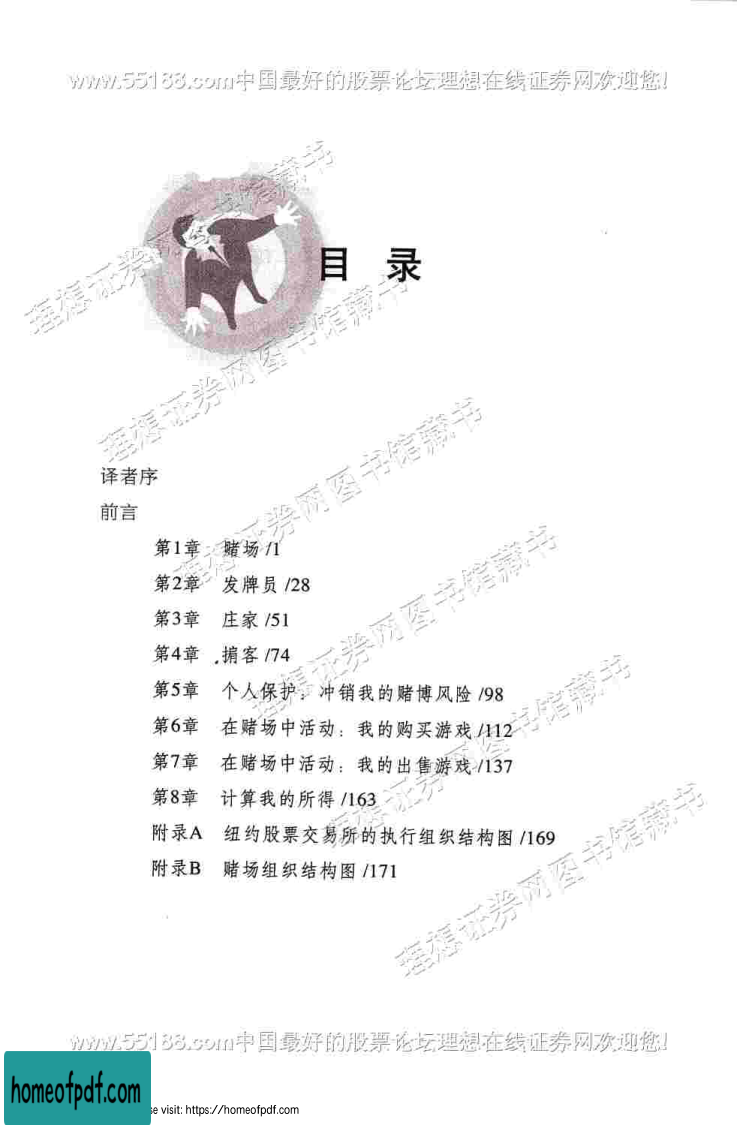 www.55188.com中国最好的股票论坛理想在线证券网欢迎您!
目 录
理想证券网图书馆藏书
理想证券网图书馆藏书
译者序
前言
第1章 赌场 /1
第2章 发牌员 /28
第3章 庄家 /51
第4章 掮客 /74
第5章 个人保护:冲销我的赌博风险 /98
第6章 在赌场中活动:我的购买游戏 /112
第7章 在赌场中活动:我的出售游戏 /137
第8章 计算我的所得 /163
附录A 纽约股票交易所的执行组织结构图 /169
附录B 赌场组织结构图 /171
理想证券网图书馆藏书
理想证券网图书馆藏书
www.55188.com中国最好的股票论坛理想在线证券网欢迎您!
homeofpdf.com
se visit: https://homeofpdf.com